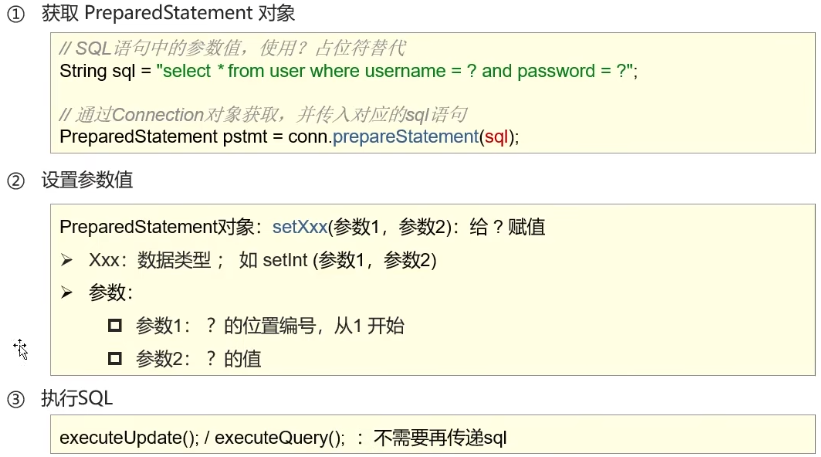 ① 获取 PreparedStatement 对象
// SQL语句中的参数值，使用？占位符替代
String sql = "select * from user where username = ? and password = ?";
// 通过Connection对象获取，并传入对应的sql语句
PreparedStatement pstmt = conn.prepareStatement(sql);
② 设置参数值
PreparedStatement对象：setXxx(参数1，参数2)：给 ? 赋值
➢ Xxx：数据类型 ； 如 setInt (参数1，参数2)
➢ 参数：
参数1： ？的位置编号，从1 开始
参数2： ？的值
③ 执行SQL
executeUpdate(); / executeQuery(); ：不需要再传递sql